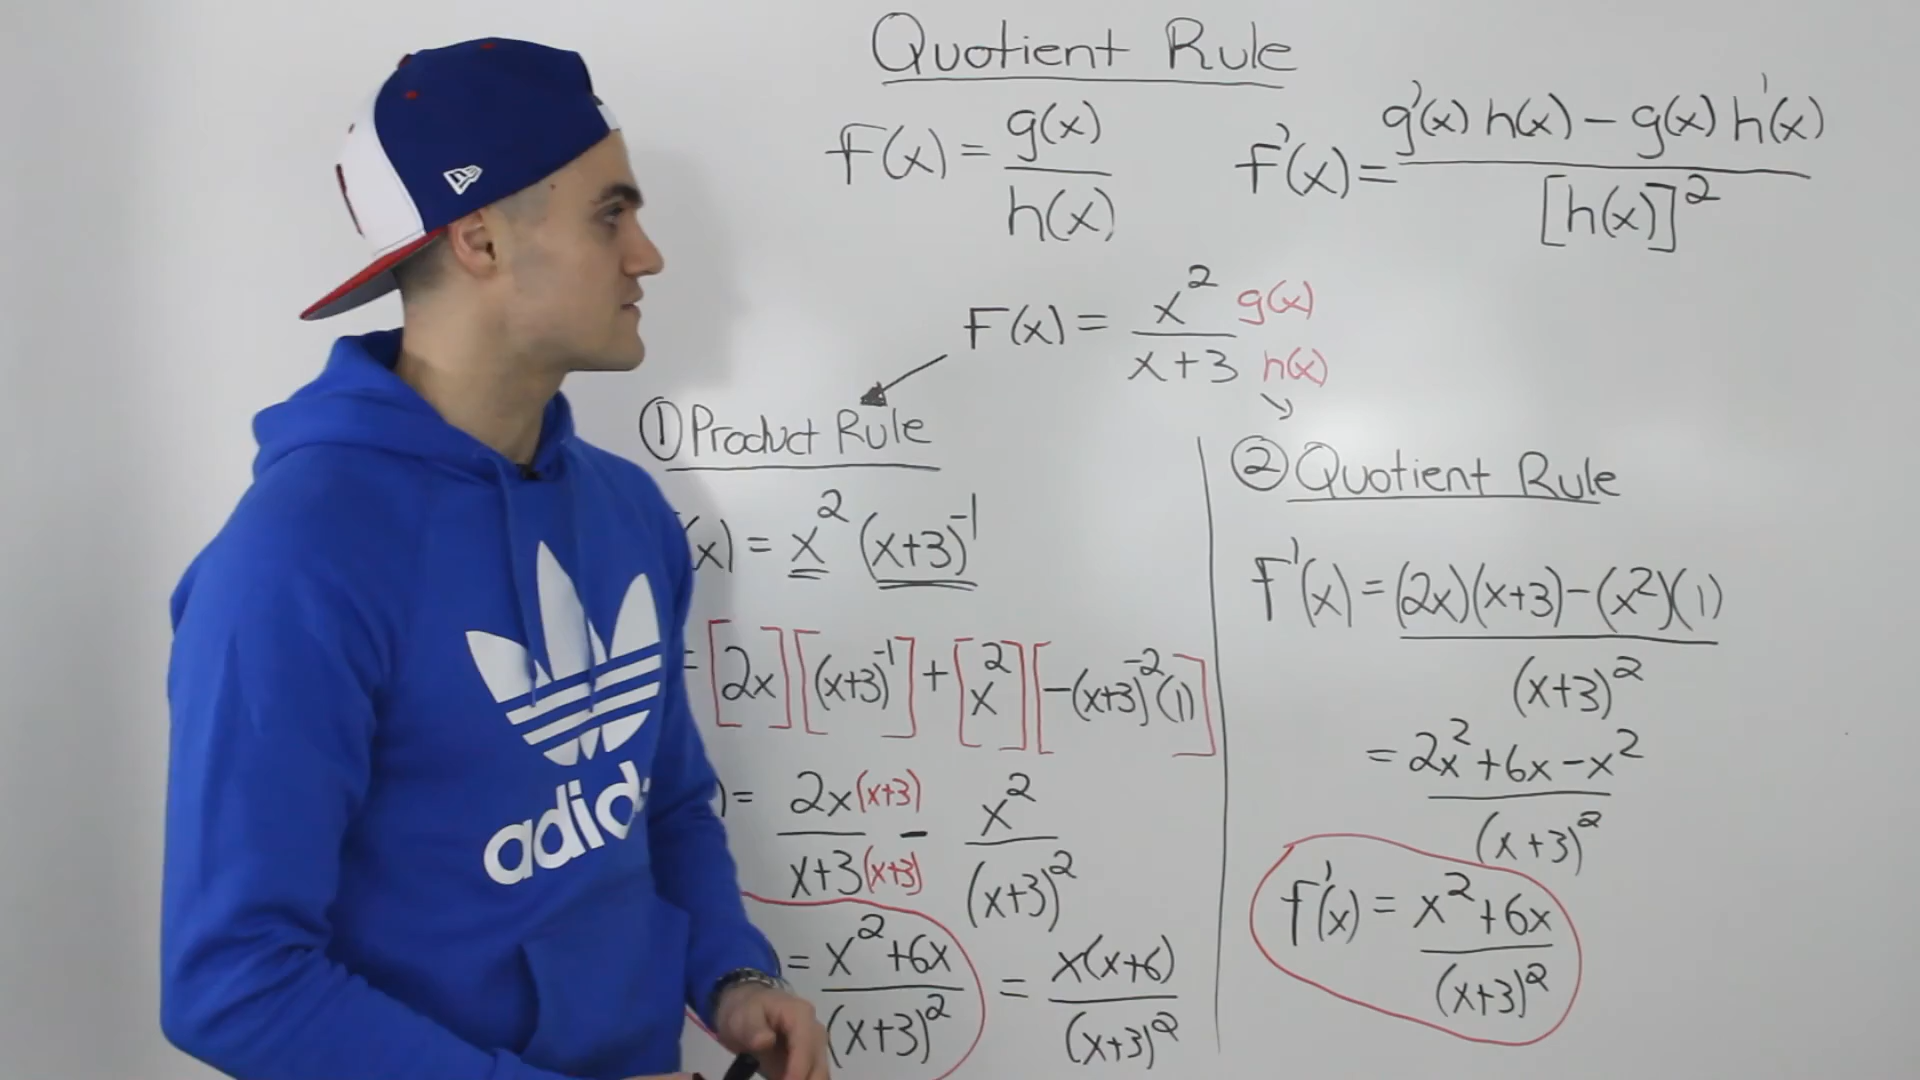 Quotient Rule
F(x) = g(x) / h(x)
F'(x) = g'(x) h(x) − g(x) h'(x) / [h(x)]²
F(x) = x² / x+3
g(x)
h(x)
① Product Rule
(x) = x² (x+3)⁻¹
= [2x] [(x+3)⁻¹] + [x²] [−(x+3)⁻²(1)]
) = 2x(x+3) / x+3(x+3) − x² / (x+3)²
= x²+6x / (x+3)² = x(x+6) / (x+3)²
② Quotient Rule
F'(x) = (2x)(x+3)−(x²)(1) / (x+3)²
= 2x²+6x−x² / (x+3)²
f'(x) = x²+6x / (x+3)²